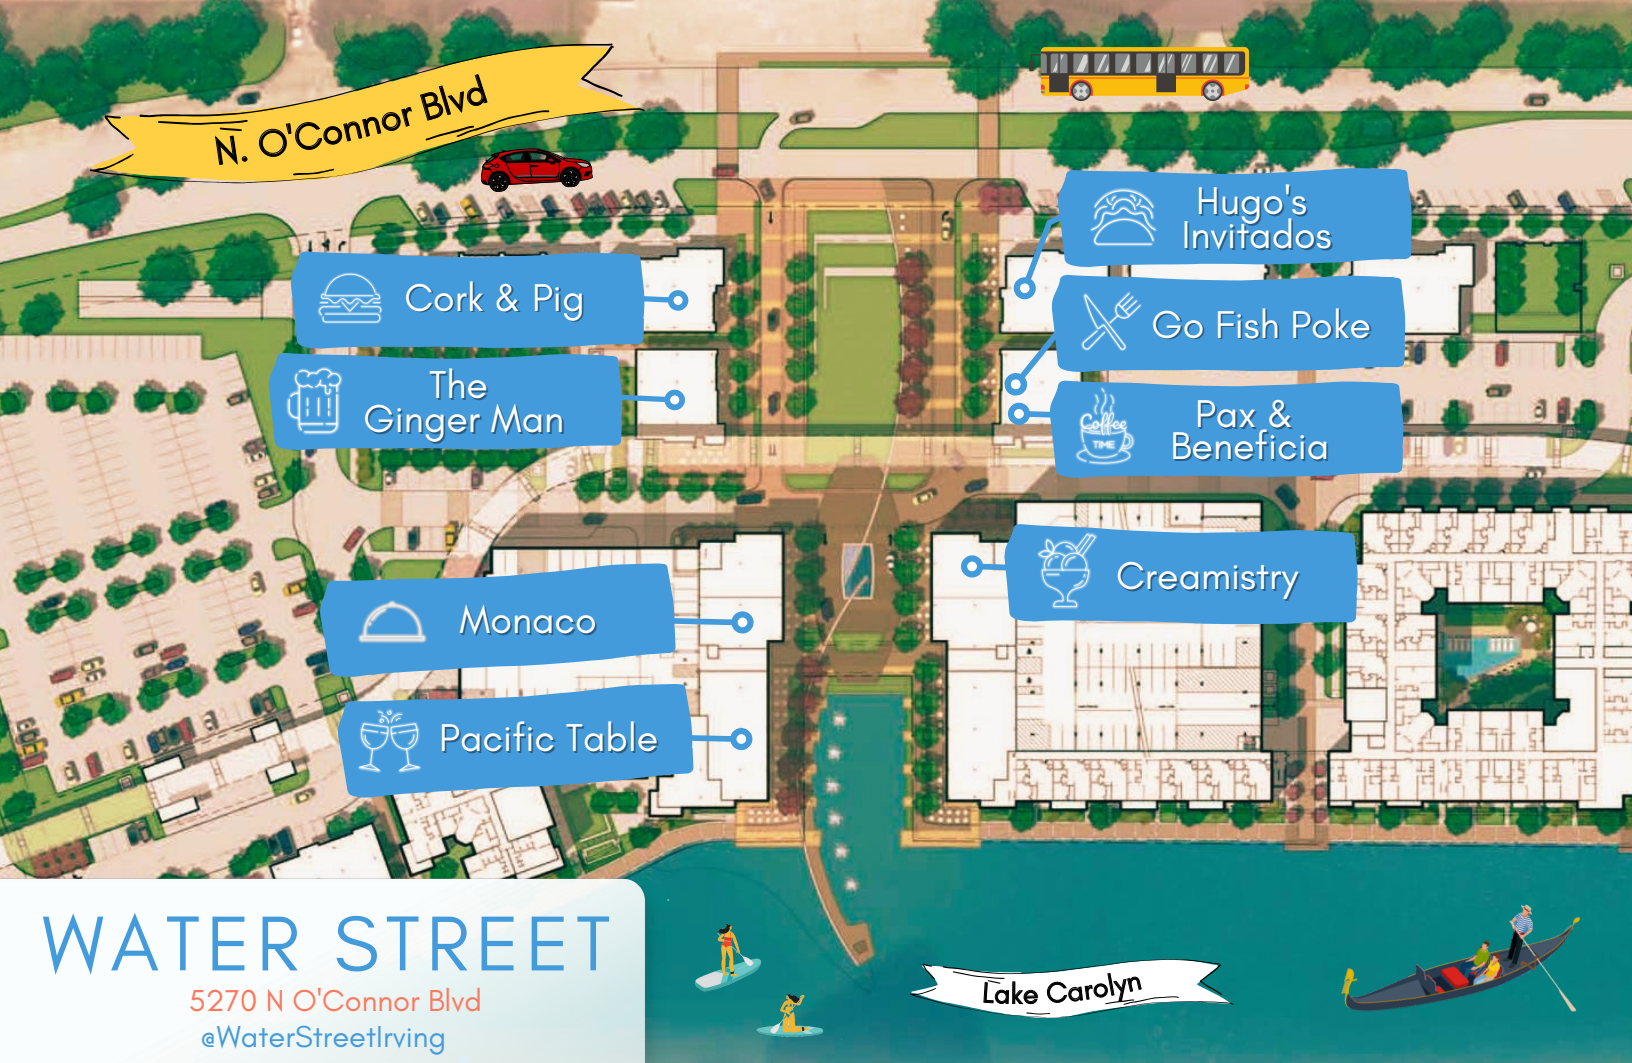 N. O'Connor Blvd
Hugo's
Invitados
Cork & Pig
Go Fish Poke
The
Ginger Man
Coffee
TIME
Pax &
Beneficia
Creamistry
Monaco
Pacific Table
WATER STREET
5270 N O'Connor Blvd
@WaterStreetIrving
Lake Carolyn